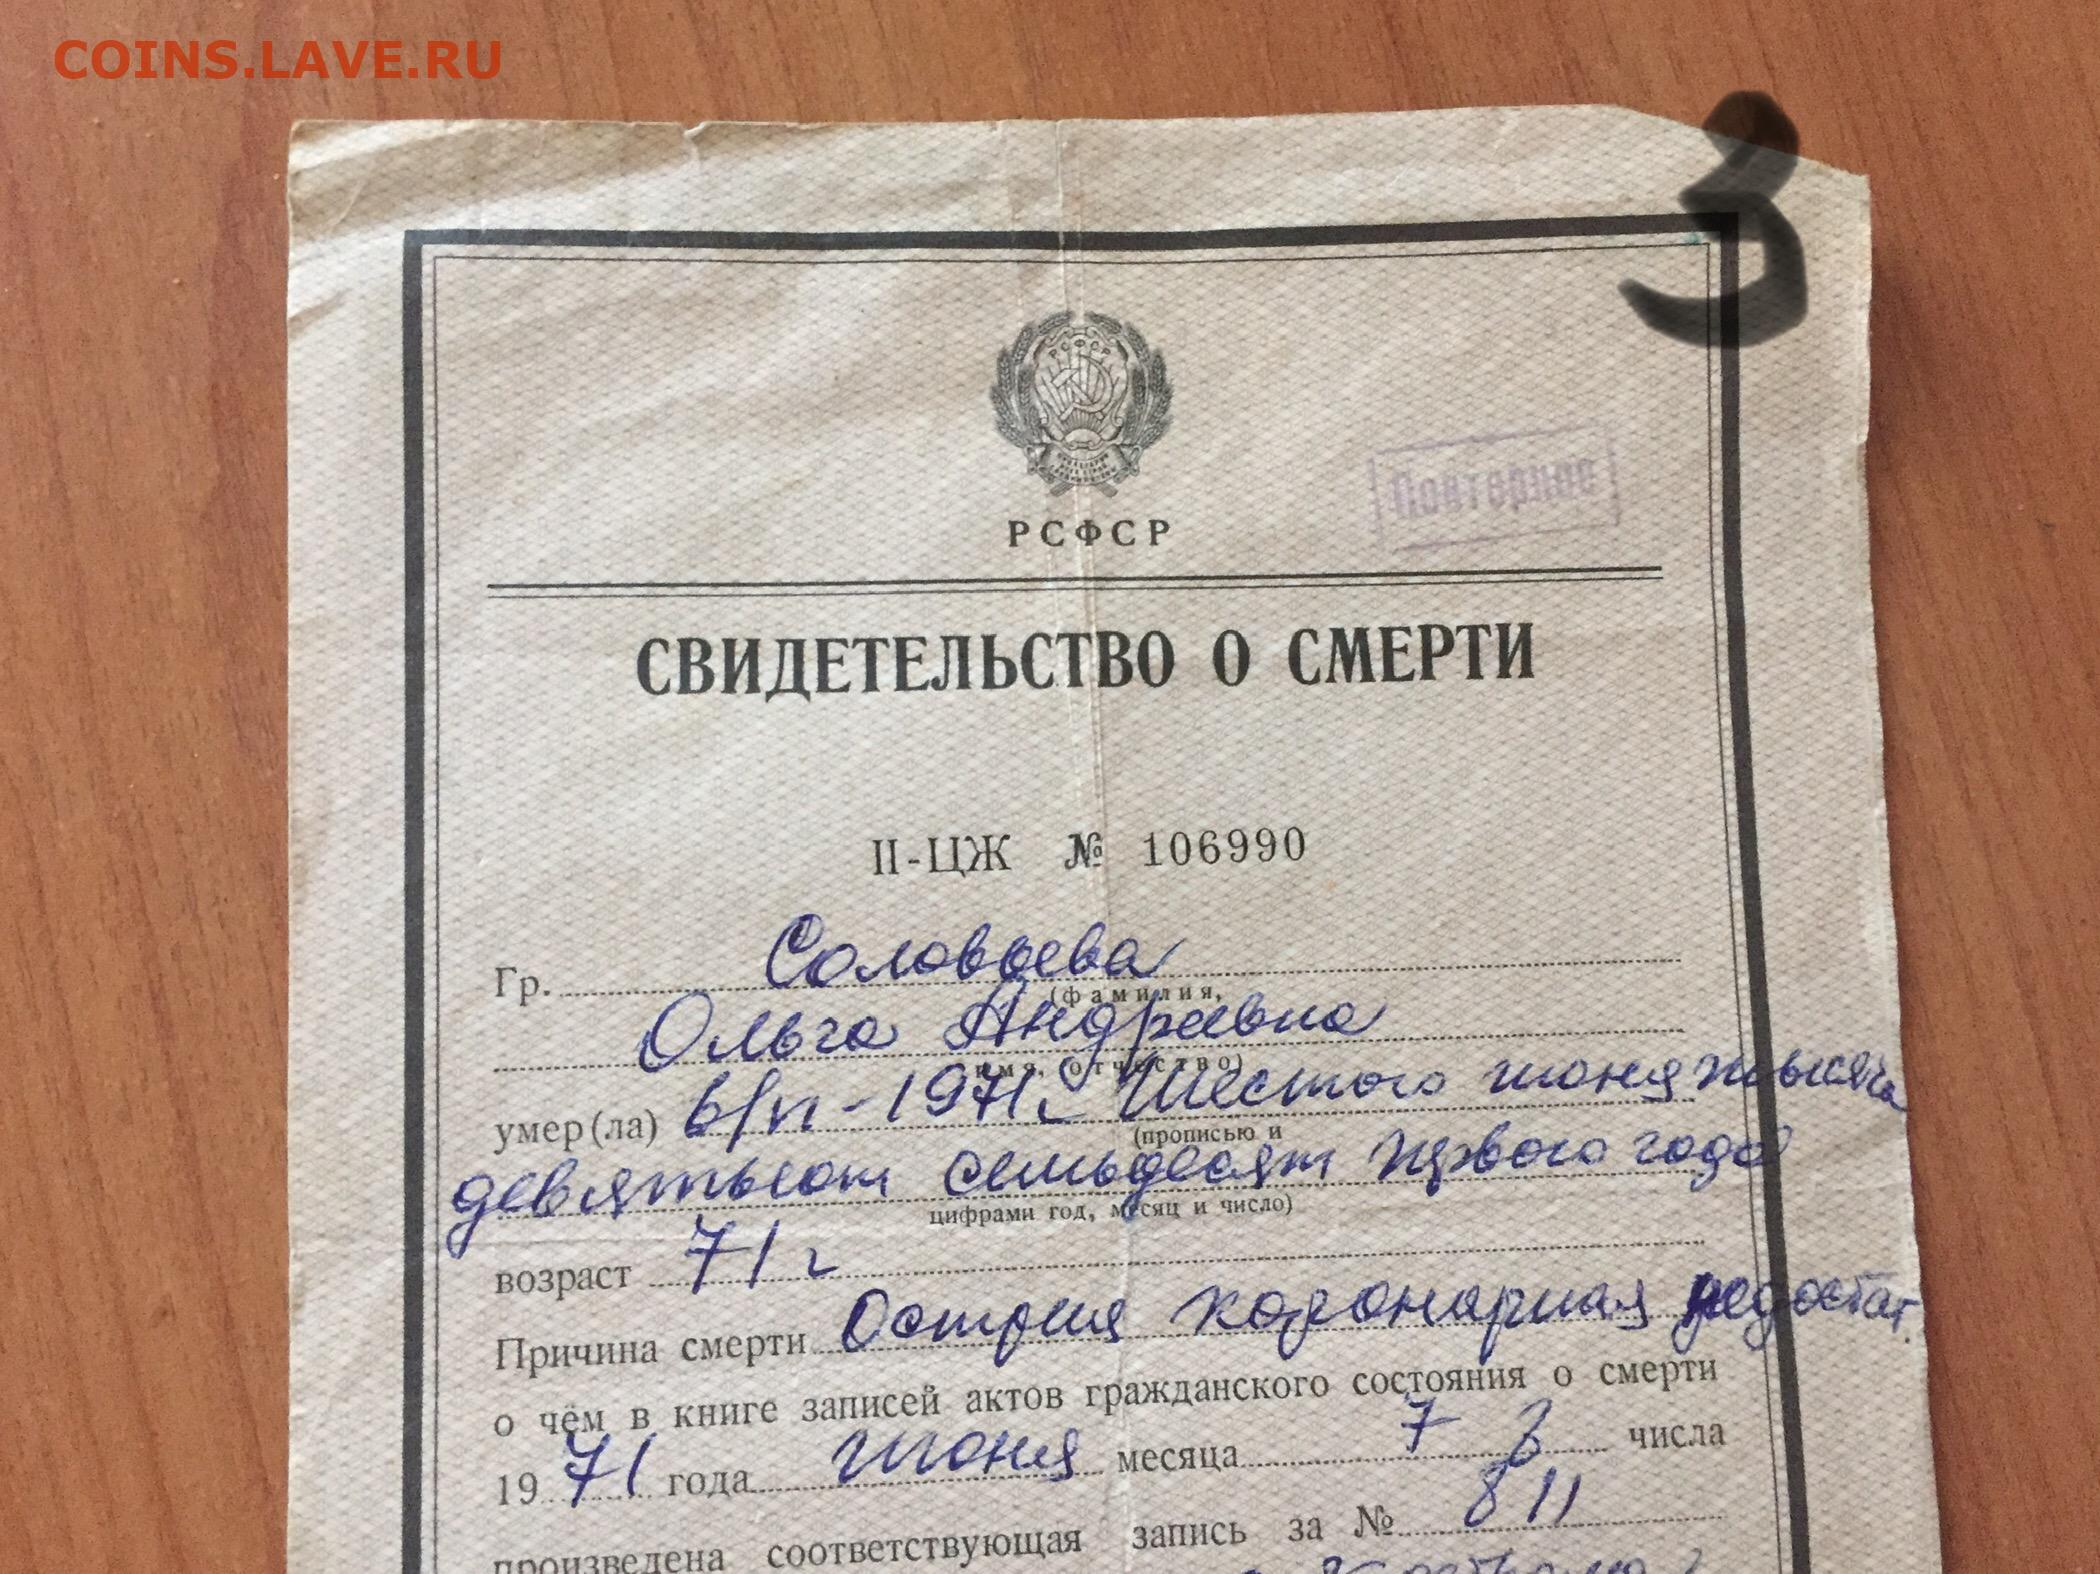 COINS.LAVE.RU
3
РСФСР
РСФСР
Повторное
СВИДЕТЕЛЬСТВО О СМЕРТИ
II-ЦЖ № 106990
Гр. Соловьева
(фамилия,
Ольга Андреевна
имя, отчество)
умер(ла) 6/VI-1971г Шестого июня тысяча
(прописью и
девятьсот семьдесят первого года
цифрами год, месяц и число)
возраст 71 г
Причина смерти Острая коронарная недостат.
о чём в книге записей актов гражданского состояния о смерти
1971 года июня месяца 7 числа
произведена соответствующая запись за № 811